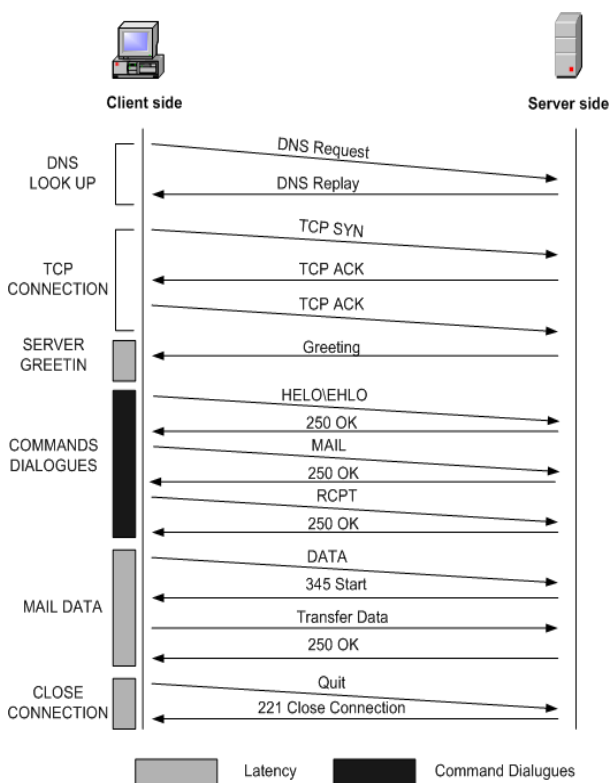 Client side
Server side
DNS
LOOK UP
DNS Request
DNS Replay
TCP
CONNECTION
TCP SYN
TCP ACK
TCP ACK
SERVER
GREETIN
Greeting
COMMANDS
DIALOGUES
HELO\EHLO
250 OK
MAIL
250 OK
RCPT
250 OK
MAIL DATA
DATA
345 Start
Transfer Data
250 OK
CLOSE
CONNECTION
Quit
221 Close Connection
Latency
Command Dialugues